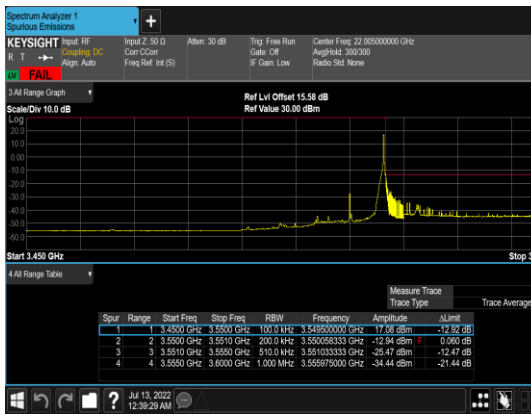 Spectrum Analyzer 1
Spurious Emissions
KEYSIGHT
R T
LXI
FAIL
Input: RF
Coupling: DC
Align: Auto
Input Z: 50 Ω
Corr CCorr
Freq Ref: Int (S)
Atten: 30 dB
Trig: Free Run
Gate: Off
IF Gain: Low
Center Freq: 22.005000000 GHz
Avg|Hold: 300/300
Radio Std: None
3 All Range Graph
Scale/Div 10.0 dB
Ref Lvl Offset 15.58 dB
Ref Value 30.00 dBm
Log
20.0
10.0
0.00
-10.0
-20.0
-30.0
-40.0
-50.0
-60.0
Start 3.450 GHz
Stop 3
4 All Range Table
Measure Trace
Trace Type Trace Average
Spur Range Start Freq Stop Freq RBW Frequency Amplitude ΔLimit
1 1 3.4500 GHz 3.5500 GHz 100.0 kHz 3.549500000 GHz 17.08 dBm -12.92 dB
2 2 3.5500 GHz 3.5510 GHz 200.0 kHz 3.550058333 GHz -12.94 dBm F 0.060 dB
3 3 3.5510 GHz 3.5550 GHz 510.0 kHz 3.551033333 GHz -25.47 dBm -12.47 dB
4 4 3.5550 GHz 3.6000 GHz 1.000 MHz 3.555975000 GHz -34.44 dBm -21.44 dB
?
Jul 13, 2022
12:39:29 AM